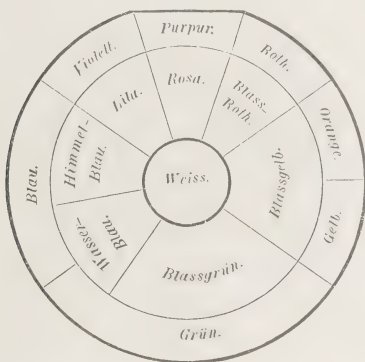 Purpur.
Violett.
Roth.
Rosa.
Lila.
Blass-
Roth.
Orange.
Himmel-
Blau.
Blau.
Weiss.
Blassgelb.
Gelb.
Wasser-
Blau.
Blassgrün.
Grün.